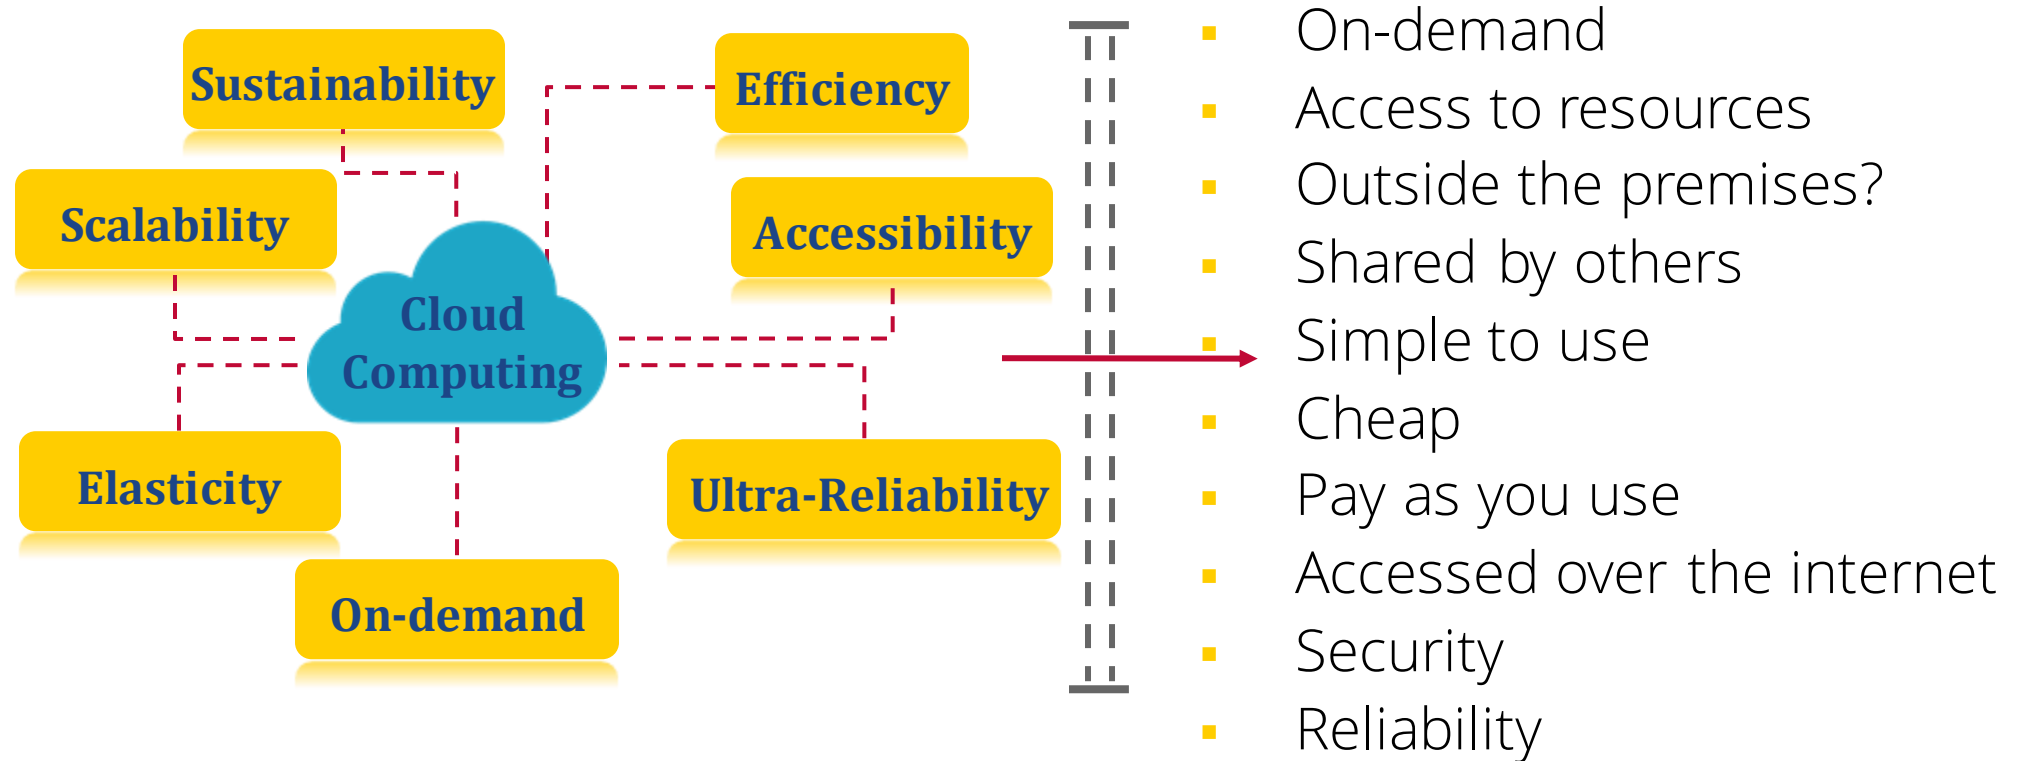 Sustainability
Efficiency
Scalability
Accessibility
Cloud
Computing
Elasticity
Ultra-Reliability
On-demand
On-demand
Access to resources
Outside the premises?
Shared by others
Simple to use
Cheap
Pay as you use
Accessed over the internet
Security
Reliability